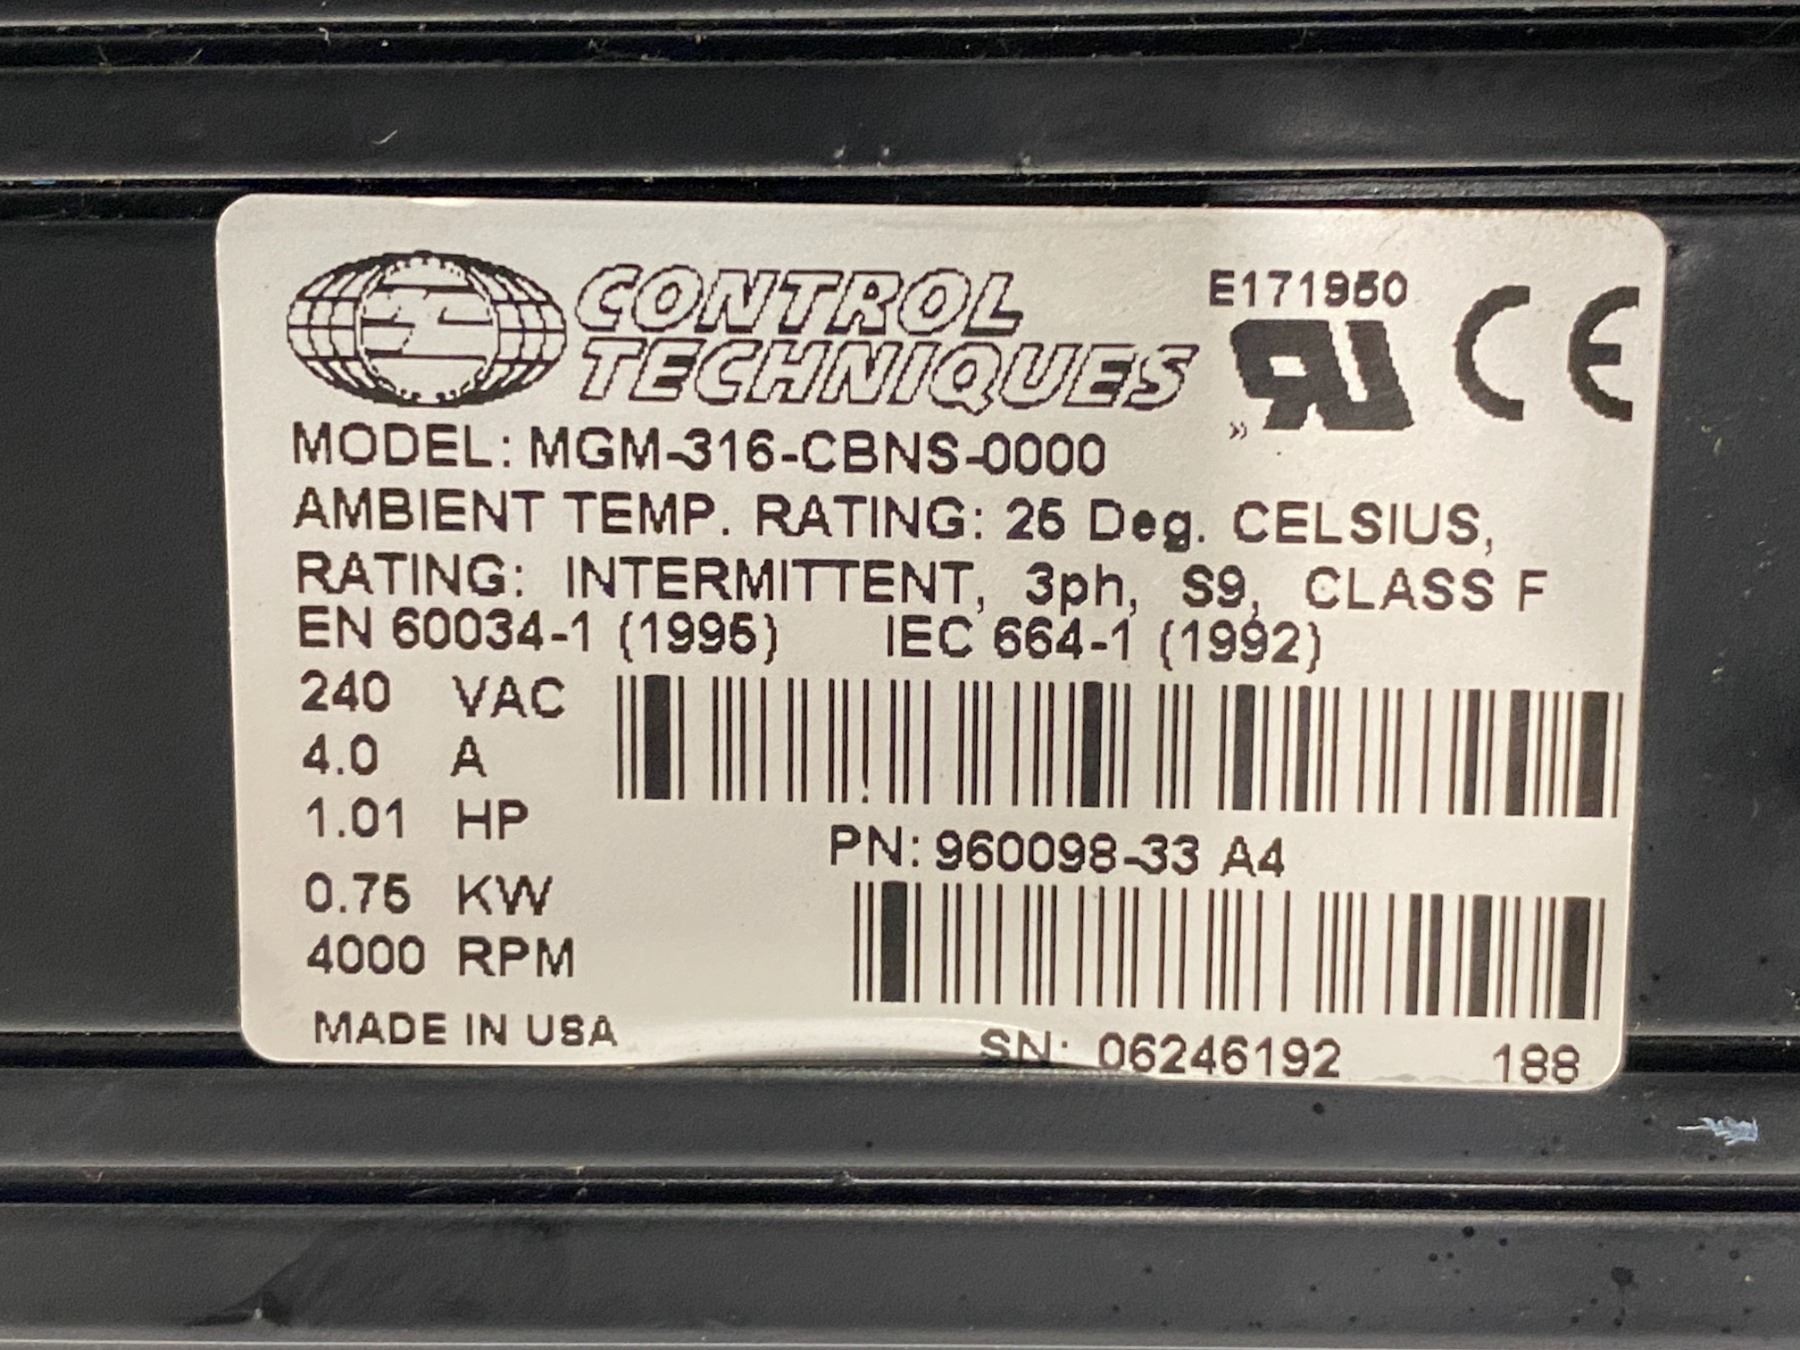 CONTROL
TECHNIQUES
E171950
CE
MODEL: MGM-316-CBNS-0000
AMBIENT TEMP. RATING: 25 Deg. CELSIUS,
RATING: INTERMITTENT, 3ph, S9, CLASS F
EN 60034-1 (1995) IEC 664-1 (1992)
240 VAC
4.0 A
1.01 HP
PN: 960098-33 A4
0.75 KW
4000 RPM
MADE IN USA
SN: 06246192 188